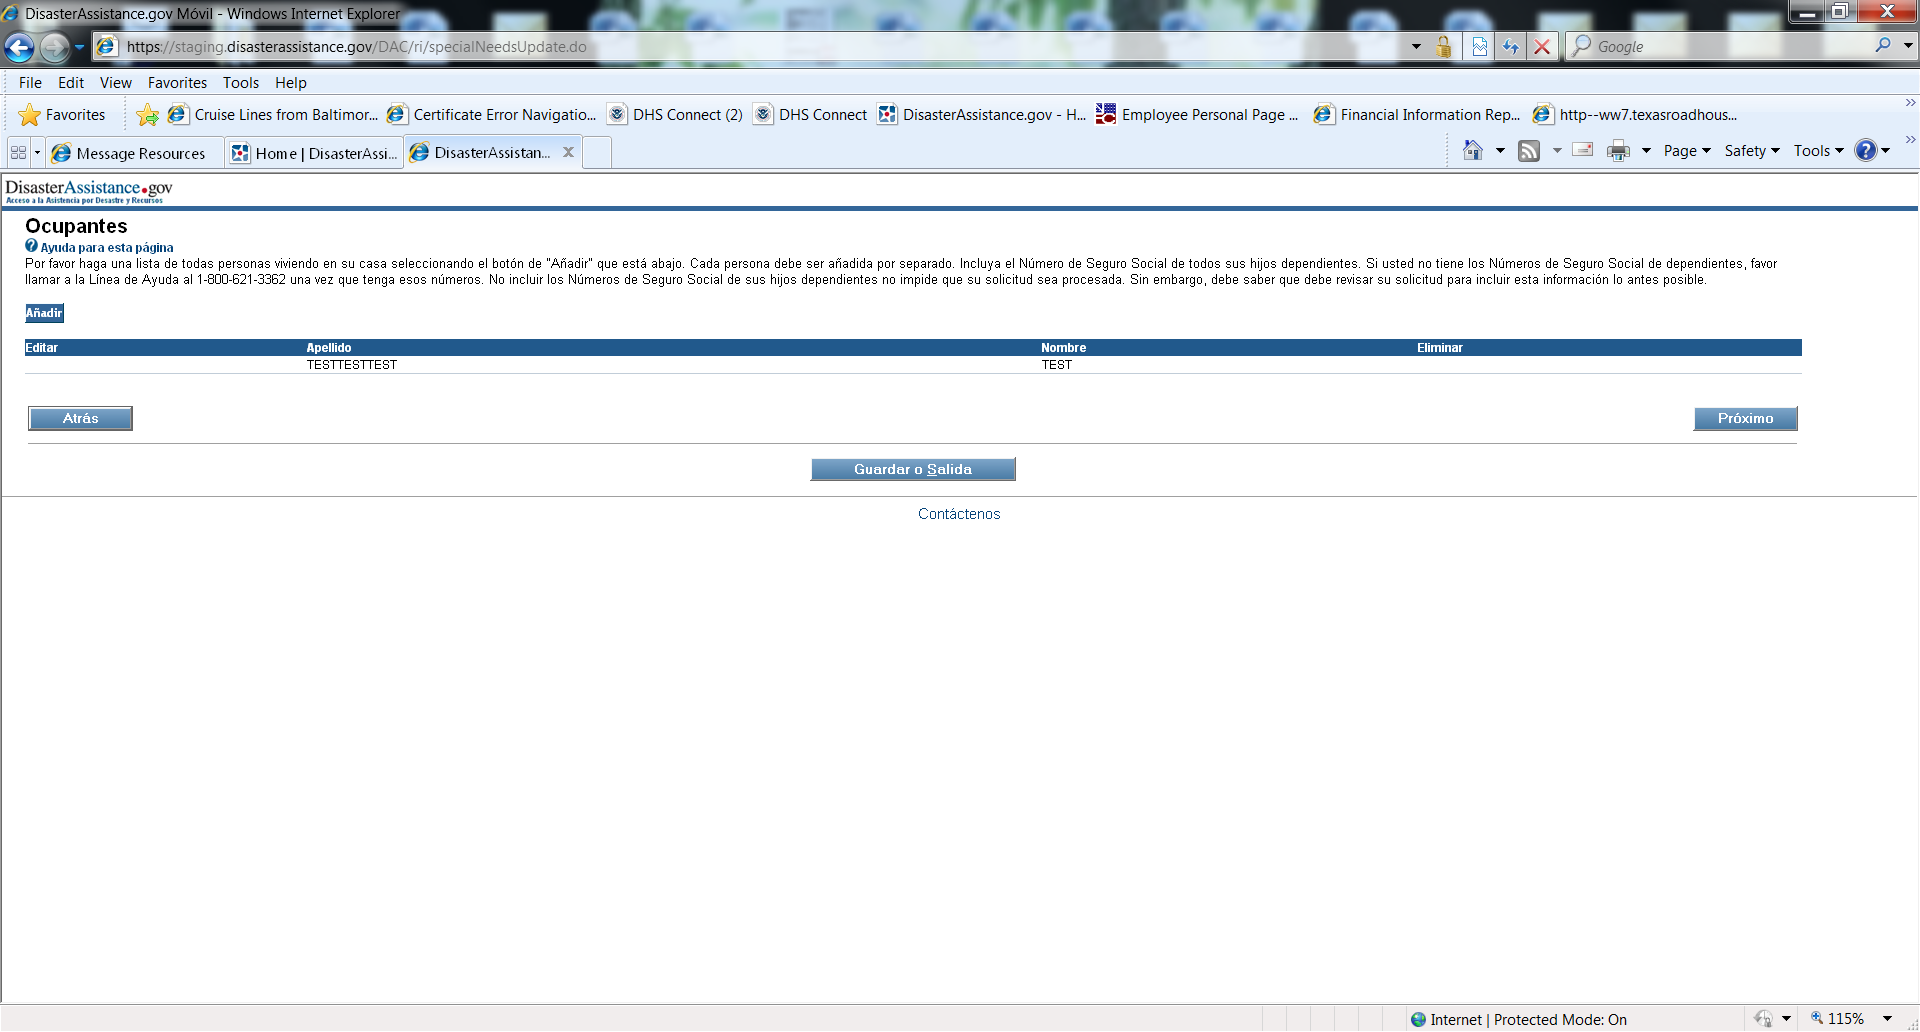 DisasterAssistance.gov Móvil - Windows Internet Explorer
https://staging.disasterassistance.gov/DAC/ri/specialNeedsUpdate.do
Google
File Edit View Favorites Tools Help
Favorites Cruise Lines from Baltimor... Certificate Error Navigatio... DHS Connect (2) DHS Connect DisasterAssistance.gov - H... Employee Personal Page ... Financial Information Rep... http--ww7.texasroadhous...
Message Resources Home | DisasterAssi... DisasterAssistan... Page Safety Tools
DisasterAssistance.gov
Acceso a la Asistencia por Desastre y Recursos
Ocupantes
Ayuda para esta página
Por favor haga una lista de todas personas viviendo en su casa seleccionando el botón de "Añadir" que está abajo. Cada persona debe ser añadida por separado. Incluya el Número de Seguro Social de todos sus hijos dependientes. Si usted no tiene los Números de Seguro Social de dependientes, favor
llamar a la Línea de Ayuda al 1-800-621-3362 una vez que tenga esos números. No incluir los Números de Seguro Social de sus hijos dependientes no impide que su solicitud sea procesada. Sin embargo, debe saber que debe revisar su solicitud para incluir esta información lo antes posible.
Añadir
Editar Apellido Nombre Eliminar
TESTTESTTEST TEST
Atrás Próximo
Guardar o Salida
Contáctenos
Internet | Protected Mode: On 115%